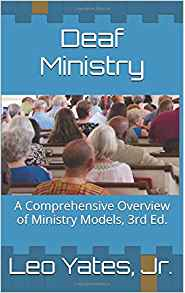 Deaf
Ministry
A Comprehensive Overview
of Ministry Models, 3rd Ed.
Leo Yates, Jr.